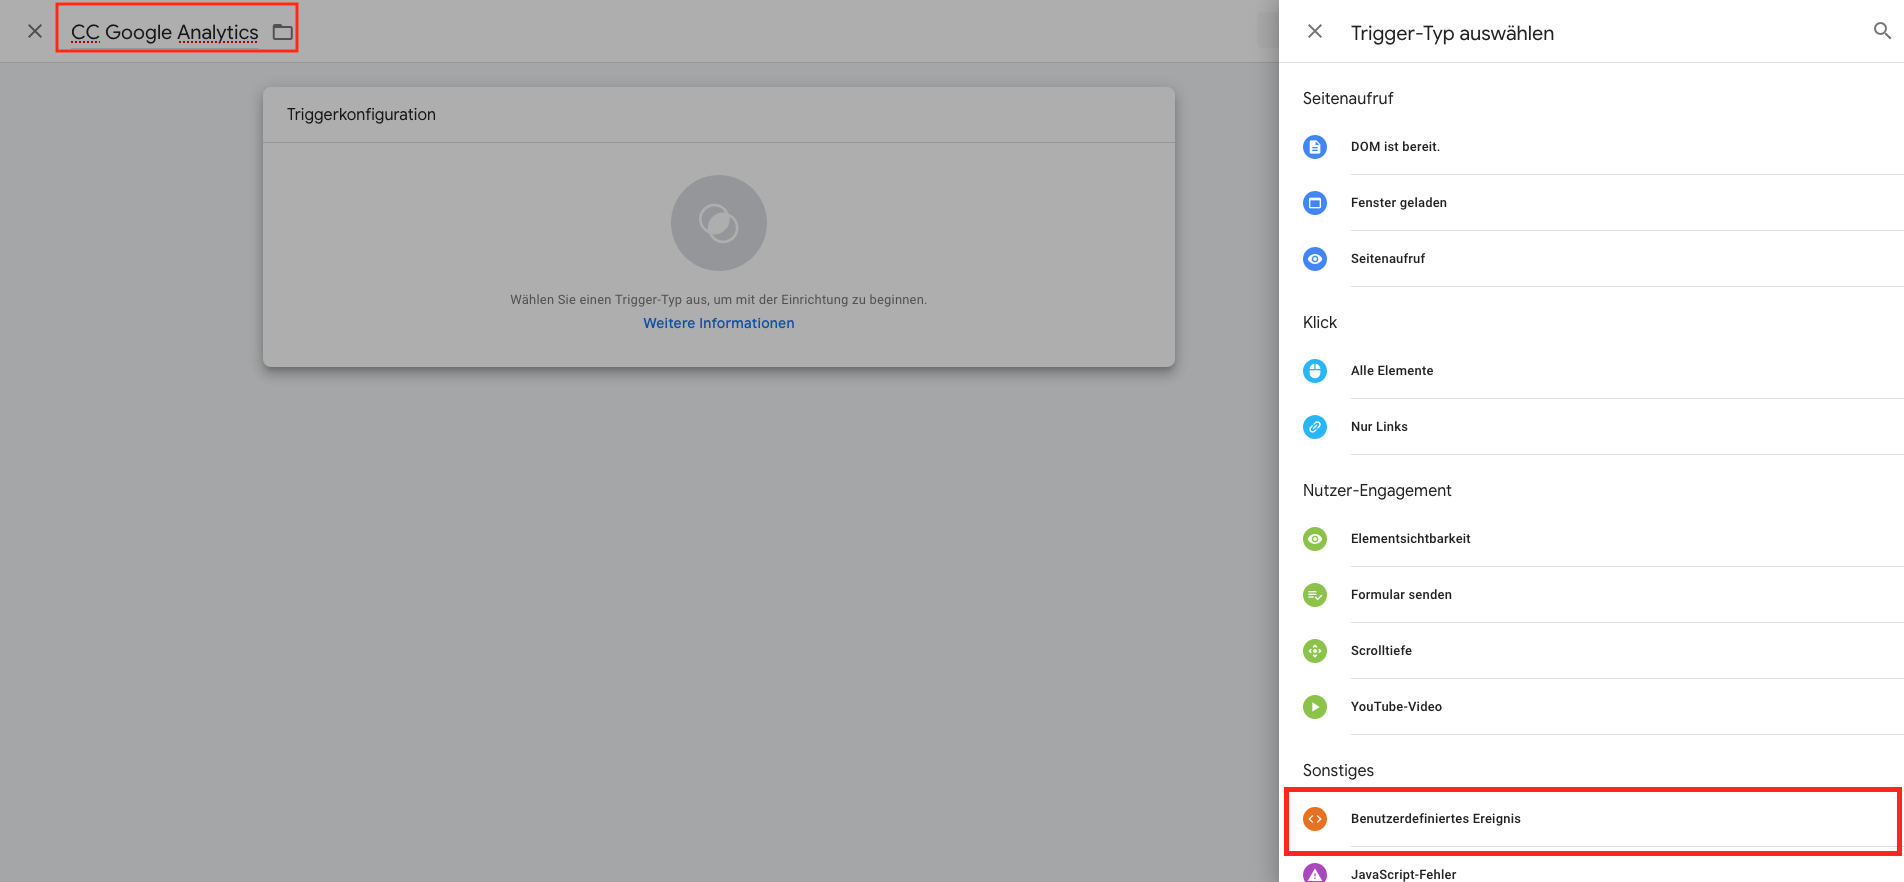 CC Google Analytics
Triggerkonfiguration
Wählen Sie einen Trigger-Typ aus, um mit der Einrichtung zu beginnen.
Weitere Informationen
Trigger-Typ auswählen
Seitenaufruf
DOM ist bereit.
Fenster geladen
Seitenaufruf
Klick
Alle Elemente
Nur Links
Nutzer-Engagement
Elementsichtbarkeit
Formular senden
Scrolltiefe
YouTube-Video
Sonstiges
Benutzerdefiniertes Ereignis
JavaScript-Fehler